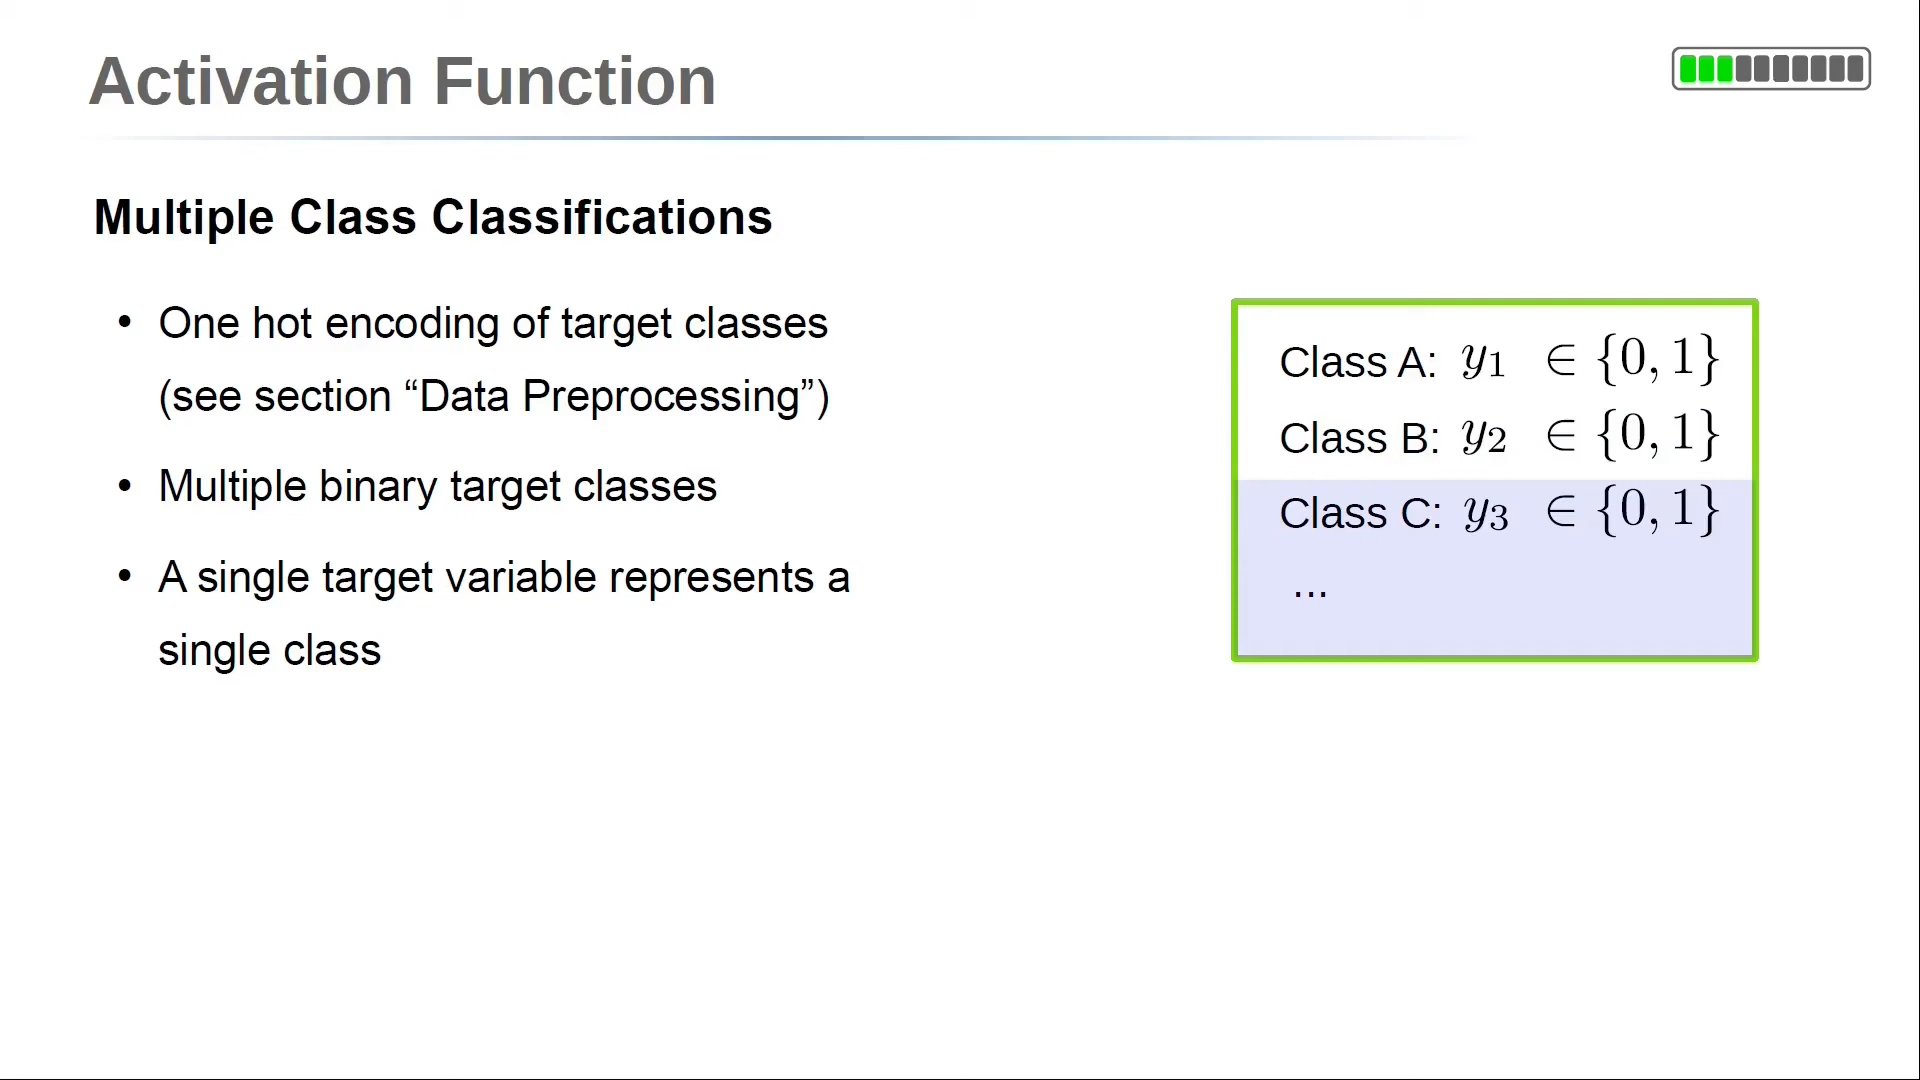 Activation Function
Multiple Class Classifications
• One hot encoding of target classes
(see section “Data Preprocessing”)
• Multiple binary target classes
• A single target variable represents a
single class
Class A: y₁ ∈ {0, 1}
Class B: y₂ ∈ {0, 1}
Class C: y₃ ∈ {0, 1}
...